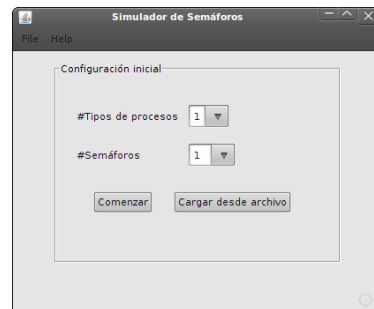 Simulador de Semáforos
File Help
Configuración inicial
#Tipos de procesos 1
#Semáforos 1
Comenzar Cargar desde archivo